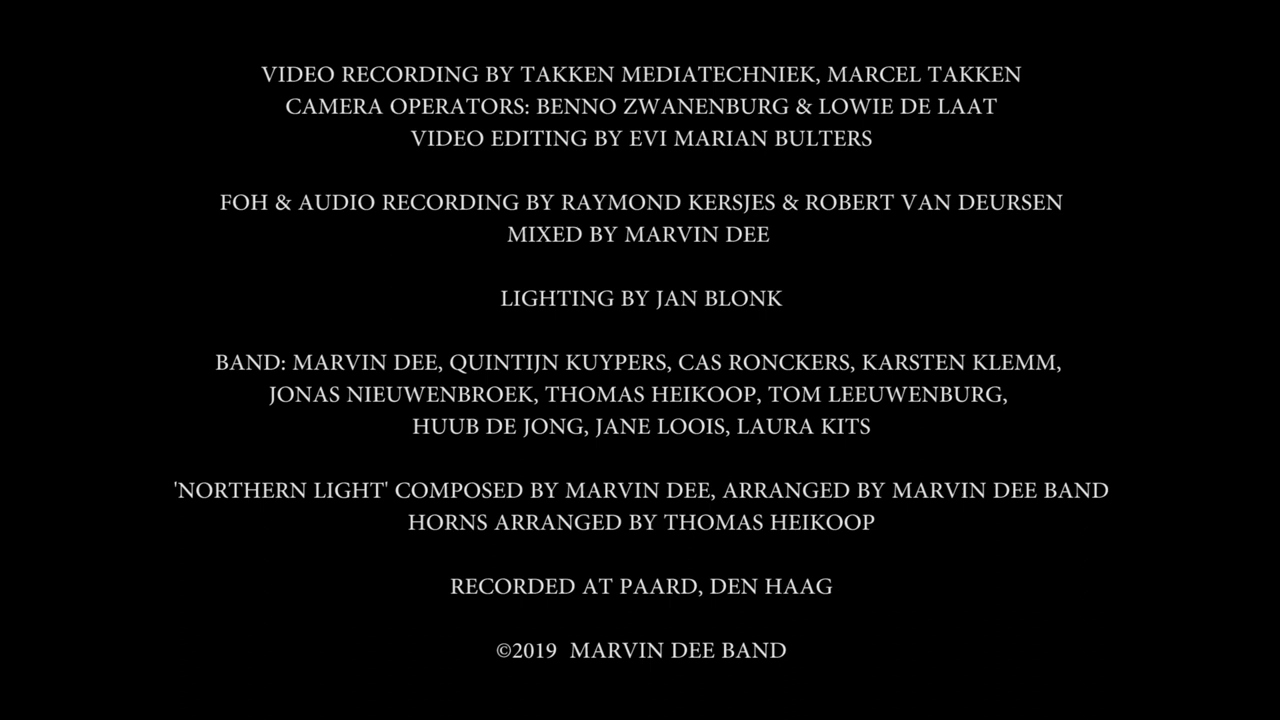 VIDEO RECORDING BY TAKKEN MEDIATECHNIEK, MARCEL TAKKEN
CAMERA OPERATORS: BENNO ZWANENBURG & LOWIE DE LAAT
VIDEO EDITING BY EVI MARIAN BULTERS
FOH & AUDIO RECORDING BY RAYMOND KERSJES & ROBERT VAN DEURSEN
MIXED BY MARVIN DEE
LIGHTING BY JAN BLONK
BAND: MARVIN DEE, QUINTIJN KUYPERS, CAS RONCKERS, KARSTEN KLEMM,
JONAS NIEUWENBROEK, THOMAS HEIKOOP, TOM LEEUWENBURG,
HUUB DE JONG, JANE LOOIS, LAURA KITS
'NORTHERN LIGHT' COMPOSED BY MARVIN DEE, ARRANGED BY MARVIN DEE BAND
HORNS ARRANGED BY THOMAS HEIKOOP
RECORDED AT PAARD, DEN HAAG
©2019 MARVIN DEE BAND